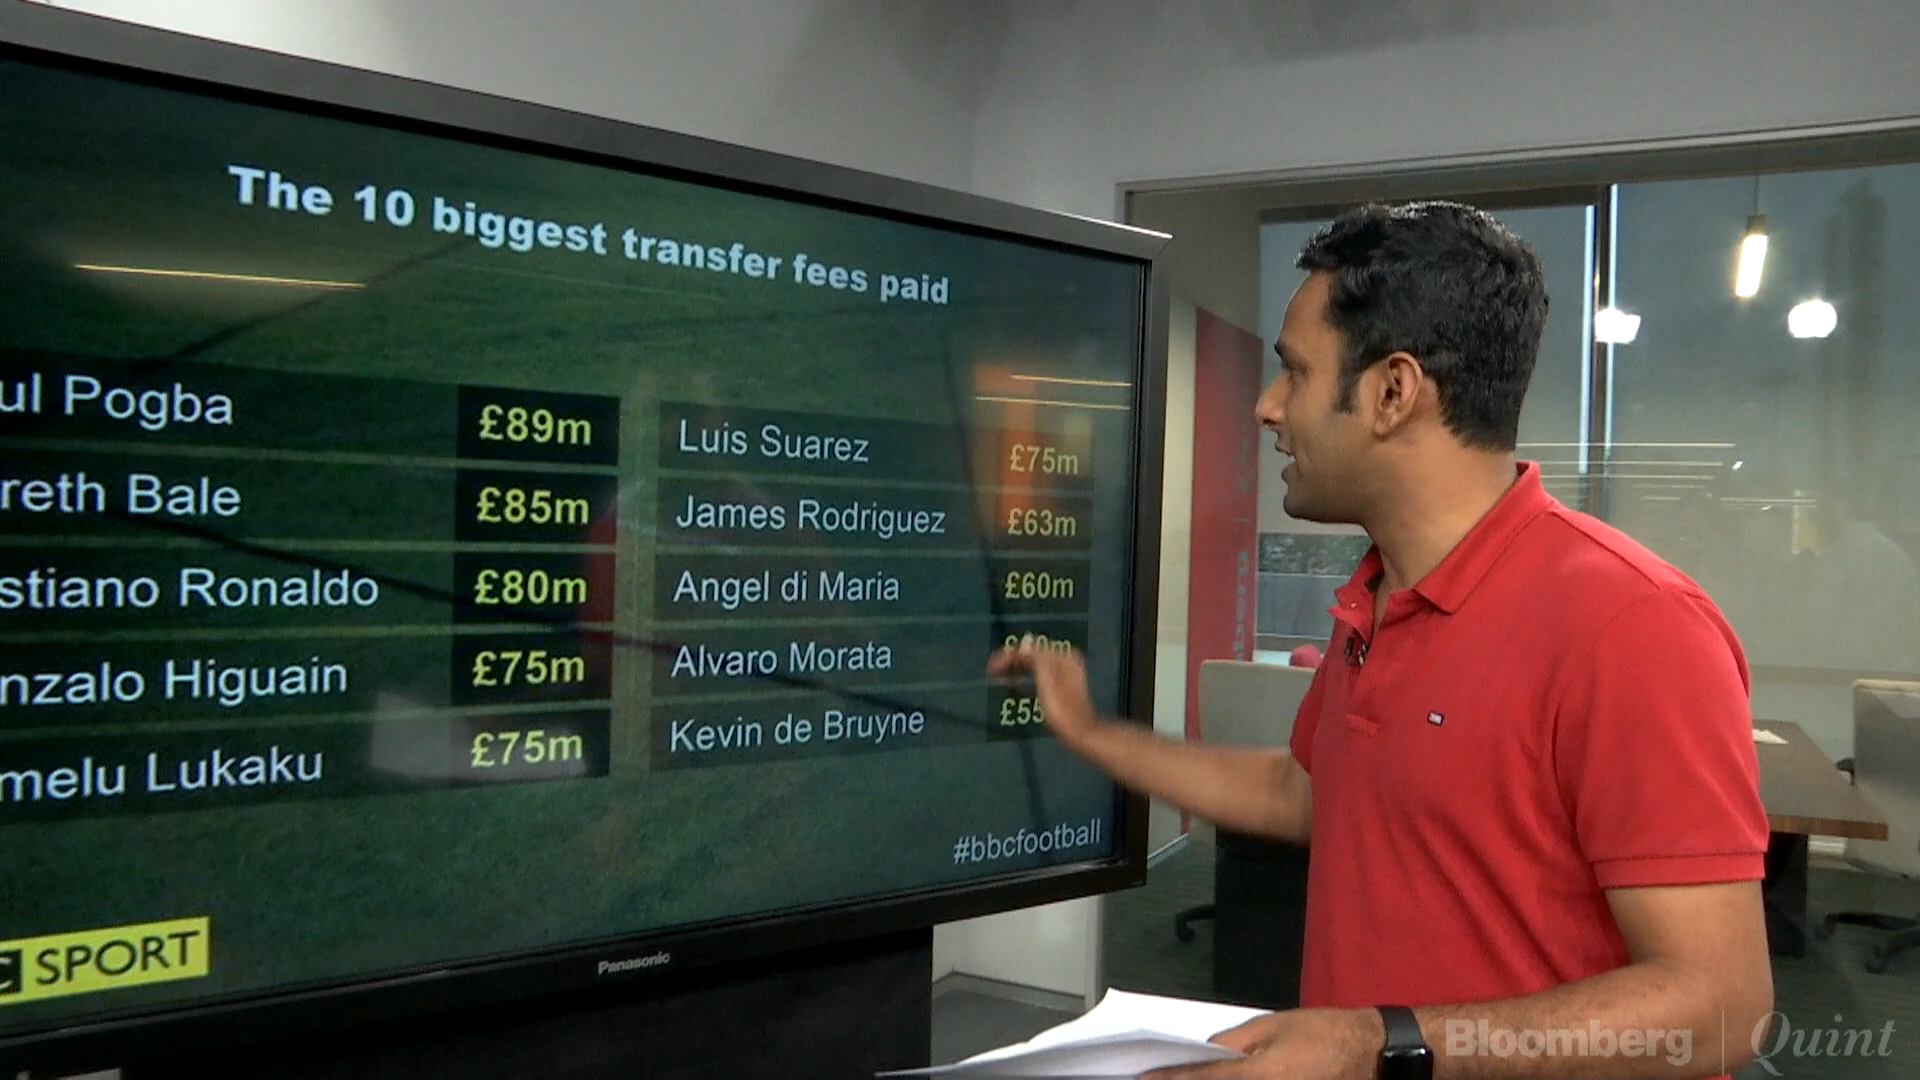 The 10 biggest transfer fees paid
ul Pogba £89m
reth Bale £85m
stiano Ronaldo £80m
nzalo Higuain £75m
melu Lukaku £75m
Luis Suarez £75m
James Rodriguez £63m
Angel di Maria £60m
Alvaro Morata
Kevin de Bruyne £55
#bbcfootball
C SPORT
Panasonic
Bloomberg | Quint